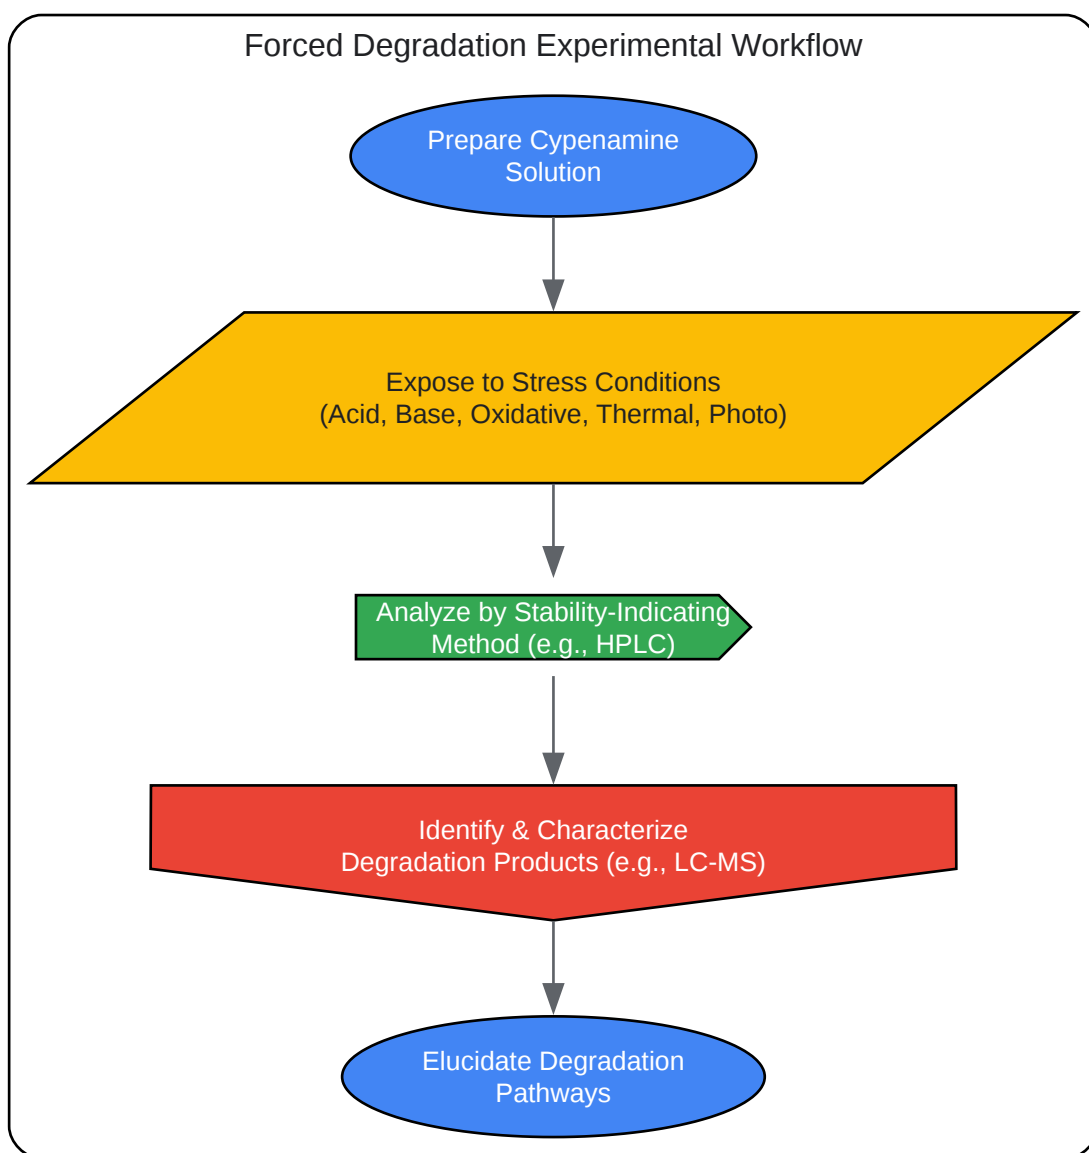 Forced Degradation Experimental Workflow
Prepare Cypenamine
Solution
Expose to Stress Conditions
(Acid, Base, Oxidative, Thermal, Photo)
Analyze by Stability-Indicating
Method (e.g., HPLC)
Identify & Characterize
Degradation Products (e.g., LC-MS)
Elucidate Degradation
Pathways